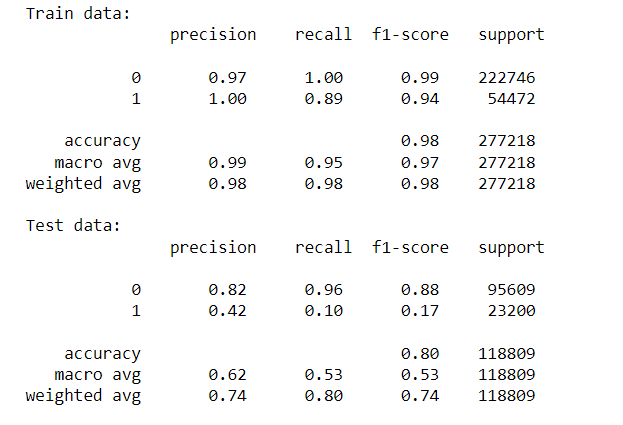 Train data:
precision recall f1-score support
0 0.97 1.00 0.99 222746
1 1.00 0.89 0.94 54472
accuracy 0.98 277218
macro avg 0.99 0.95 0.97 277218
weighted avg 0.98 0.98 0.98 277218
Test data:
precision recall f1-score support
0 0.82 0.96 0.88 95609
1 0.42 0.10 0.17 23200
accuracy 0.80 118809
macro avg 0.62 0.53 0.53 118809
weighted avg 0.74 0.80 0.74 118809